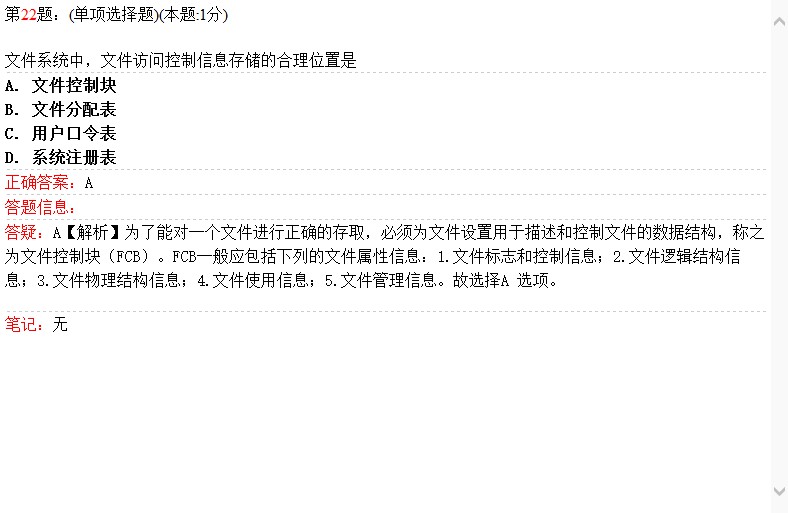 第22题：(单项选择题)(本题:1分)
文件系统中，文件访问控制信息存储的合理位置是
A. 文件控制块
B. 文件分配表
C. 用户口令表
D. 系统注册表
正确答案：A
答题信息：
答疑：A【解析】为了能对一个文件进行正确的存取，必须为文件设置用于描述和控制文件的数据结构，称之
为文件控制块（FCB）。FCB一般应包括下列的文件属性信息：1.文件标志和控制信息；2.文件逻辑结构信
息；3.文件物理结构信息；4.文件使用信息；5.文件管理信息。故选择A 选项。
笔记：无